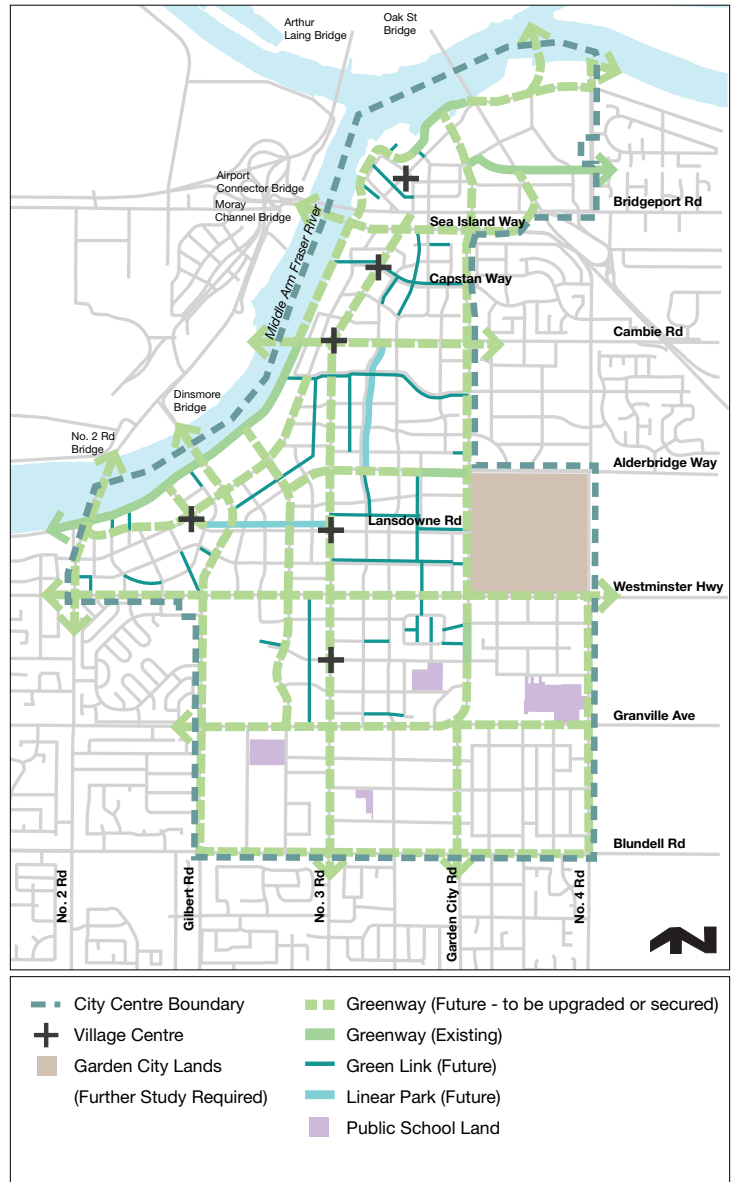 Arthur
Laing Bridge
Oak St
Bridge
Airport
Connector Bridge
Moray
Channel Bridge
Bridgeport Rd
Sea Island Way
Middle Arm Fraser River
Capstan Way
Cambie Rd
Dinsmore
Bridge
No. 2 Rd
Bridge
Alderbridge Way
Lansdowne Rd
Westminster Hwy
Granville Ave
Blundell Rd
No. 2 Rd
Gilbert Rd
No. 3 Rd
Garden City Rd
No. 4 Rd
N
City Centre Boundary
Village Centre
Garden City Lands
(Further Study Required)
Greenway (Future - to be upgraded or secured)
Greenway (Existing)
Green Link (Future)
Linear Park (Future)
Public School Land